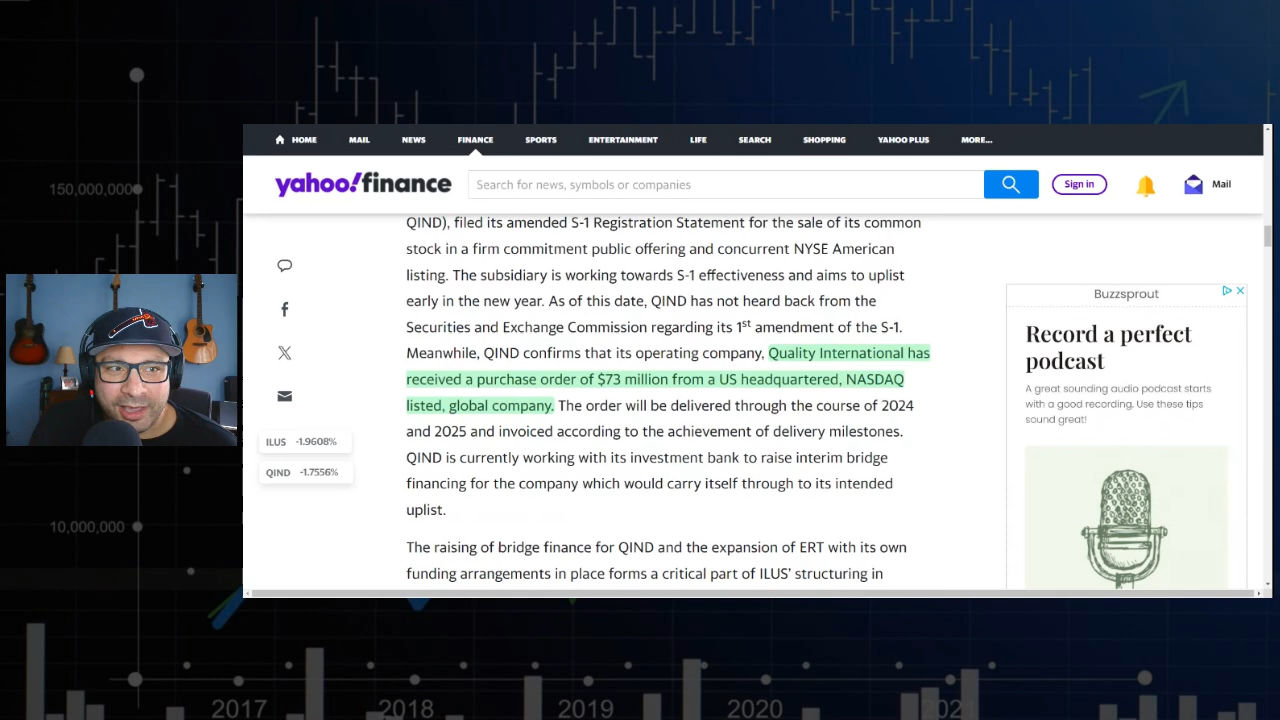 HOME MAIL NEWS FINANCE SPORTS ENTERTAINMENT LIFE SEARCH SHOPPING YAHOO PLUS MORE...
yahoo!finance
Search for news, symbols or companies
Sign in
Mail
QIND), filed its amended S-1 Registration Statement for the sale of its common
stock in a firm commitment public offering and concurrent NYSE American
listing. The subsidiary is working towards S-1 effectiveness and aims to uplist
early in the new year. As of this date, QIND has not heard back from the
Securities and Exchange Commission regarding its 1st amendment of the S-1.
Meanwhile, QIND confirms that its operating company, Quality International has
received a purchase order of $73 million from a US headquartered, NASDAQ
listed, global company. The order will be delivered through the course of 2024
and 2025 and invoiced according to the achievement of delivery milestones.
QIND is currently working with its investment bank to raise interim bridge
financing for the company which would carry itself through to its intended
uplist.
The raising of bridge finance for QIND and the expansion of ERT with its own
funding arrangements in place forms a critical part of ILUS' structuring in
ILUS -1.9608%
QIND -1.7556%
Buzzsprout
Record a perfect
podcast
A great sounding audio podcast starts
with a good recording. Use these tips
sound great!
150,000,000
10,000,000
2017
2018
2019
2020
2021